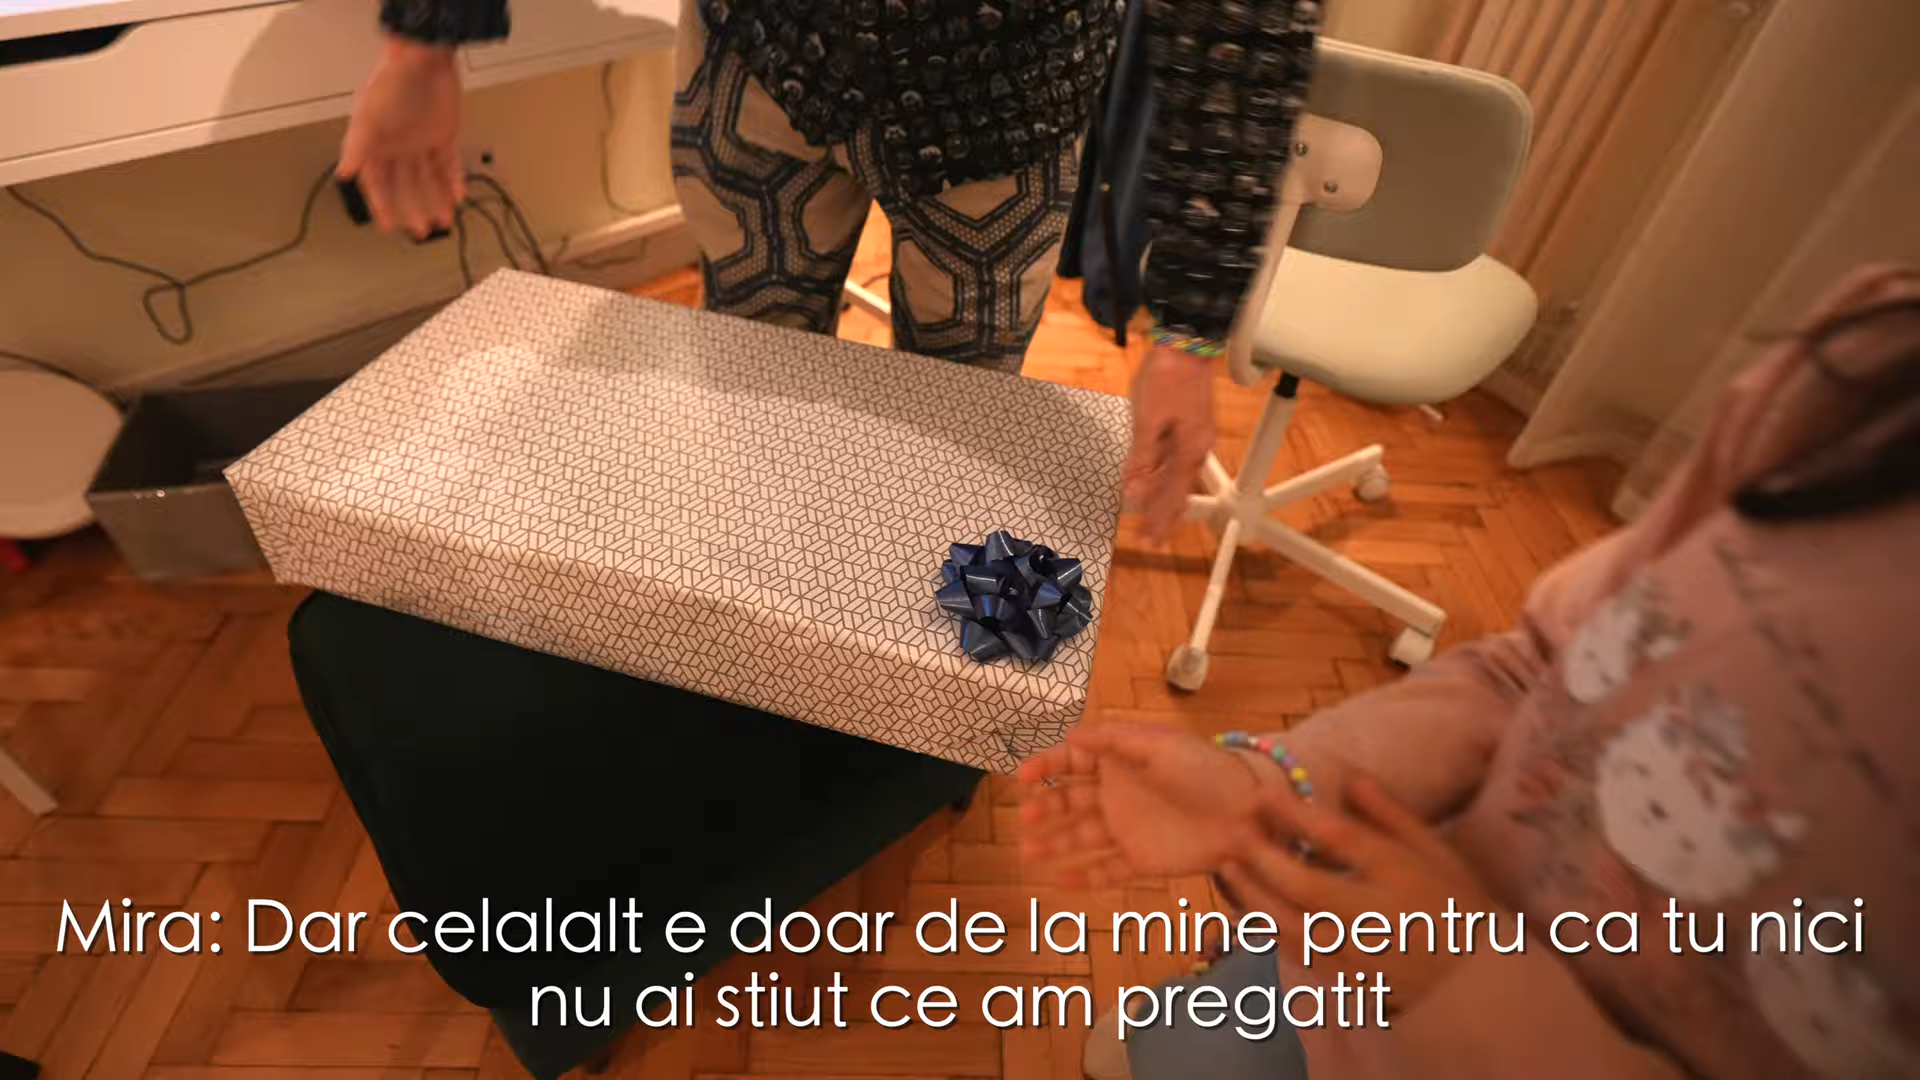 Mira: Dar celalalt e doar de la mine pentru ca tu nici
nu ai stiut ce am pregatit